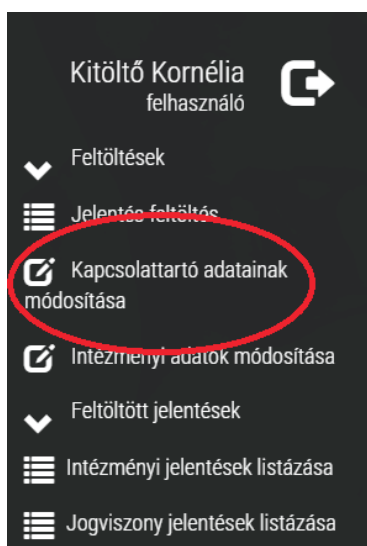 Kitöltő Kornélia
felhasználó
Feltöltések
Jelentés feltöltés
Kapcsolattartó adatainak
módosítása
Intézményi adatok módosítása
Feltöltött jelentések
Intézményi jelentések listázása
Jogviszony jelentések listázása